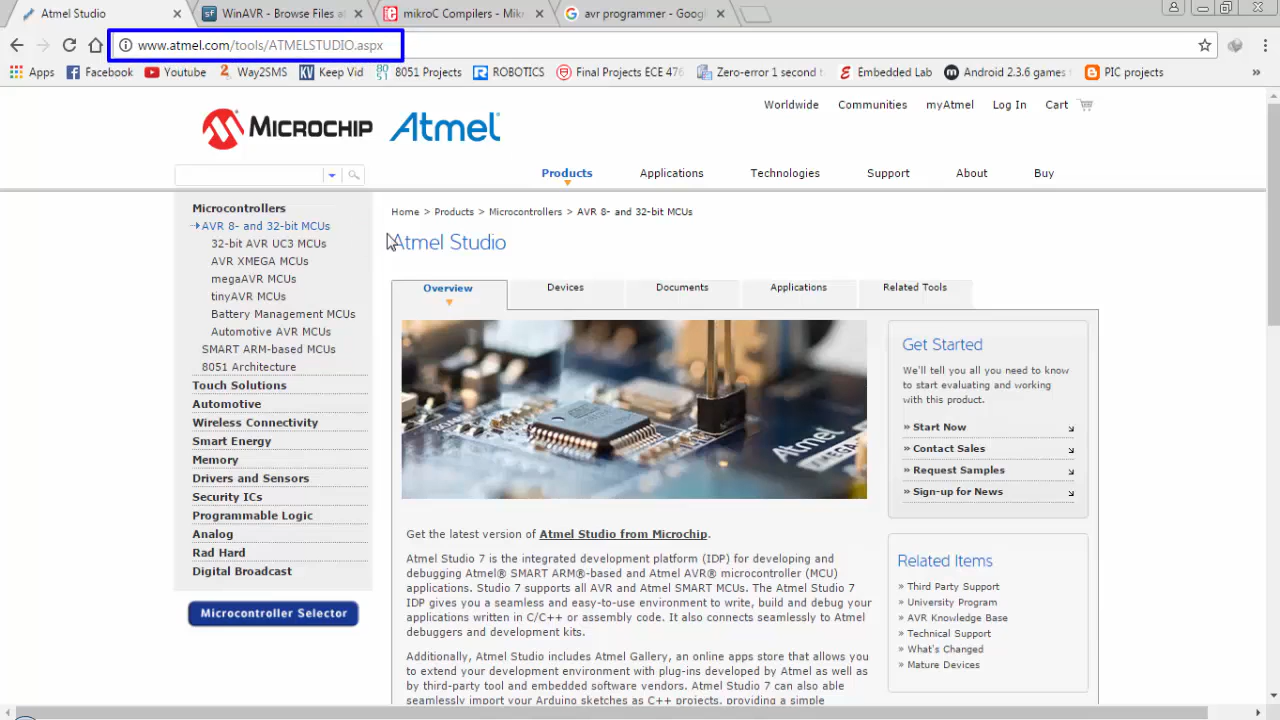 Atmel Studio
WinAVR - Browse Files at
mikroC Compilers - Mikr
avr programmer - Googl
www.atmel.com/tools/ATMELSTUDIO.aspx
Apps
Facebook
Youtube
Way2SMS
Keep Vid
8051 Projects
ROBOTICS
Final Projects ECE 476
Zero-error 1 second t
Embedded Lab
Android 2.3.6 games
PIC projects
Worldwide
Communities
myAtmel
Log In
Cart
MICROCHIP
Atmel
Products
Applications
Technologies
Support
About
Buy
Microcontrollers
AVR 8- and 32-bit MCUs
32-bit AVR UC3 MCUs
AVR XMEGA MCUs
megaAVR MCUs
tinyAVR MCUs
Battery Management MCUs
Automotive AVR MCUs
SMART ARM-based MCUs
8051 Architecture
Touch Solutions
Automotive
Wireless Connectivity
Smart Energy
Memory
Drivers and Sensors
Security ICs
Programmable Logic
Analog
Rad Hard
Digital Broadcast
Microcontroller Selector
Home > Products > Microcontrollers > AVR 8- and 32-bit MCUs
Atmel Studio
Overview
Devices
Documents
Applications
Related Tools
Atmel
MEGA
Get the latest version of Atmel Studio from Microchip.
Atmel Studio 7 is the integrated development platform (IDP) for developing and
debugging Atmel® SMART ARM®-based and Atmel AVR® microcontroller (MCU)
applications. Studio 7 supports all AVR and Atmel SMART MCUs. The Atmel Studio 7
IDP gives you a seamless and easy-to-use environment to write, build and debug your
applications written in C/C++ or assembly code. It also connects seamlessly to Atmel
debuggers and development kits.
Additionally, Atmel Studio includes Atmel Gallery, an online apps store that allows you
to extend your development environment with plug-ins developed by Atmel as well as
by third-party tool and embedded software vendors. Atmel Studio 7 can also able
seamlessly import your Arduino sketches as C++ projects, providing a simple
Get Started
We'll tell you all you need to know
to start evaluating and working
with this product.
» Start Now
» Contact Sales
» Request Samples
» Sign-up for News
Related Items
» Third Party Support
» University Program
» AVR Knowledge Base
» Technical Support
» What's Changed
» Mature Devices